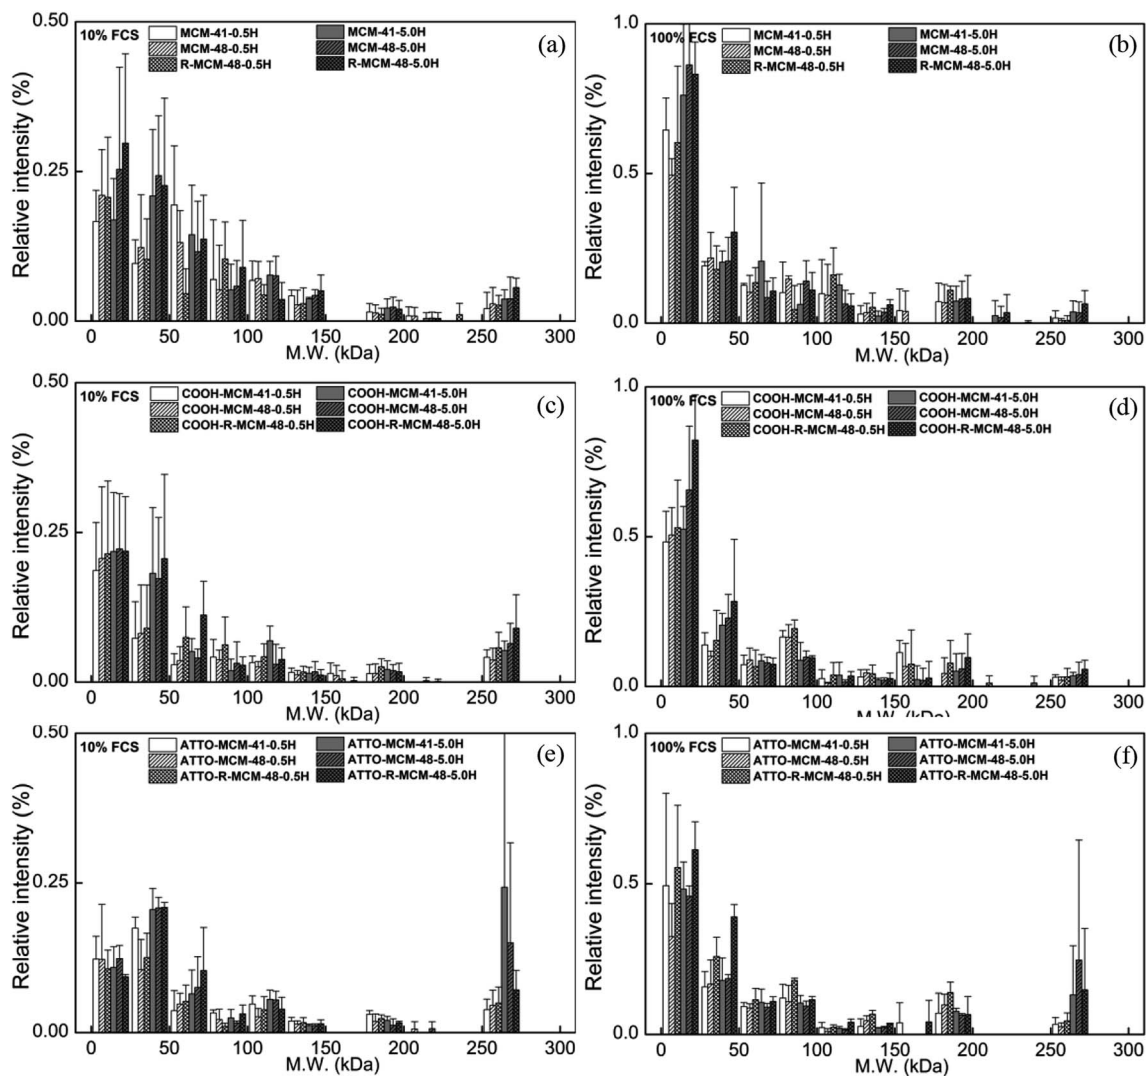 0.50
10% FCS
MCM-41-0.5H
MCM-41-5.0H
(a)
MCM-48-0.5H
MCM-48-5.0H
R-MCM-48-0.5H
R-MCM-48-5.0H
Relative intensity (%)
0.25
0.00
0 50 100 150 200 250 300
M.W. (kDa)
1.0
100% FCS
MCM-41-0.5H
MCM-41-5.0H
(b)
MCM-48-0.5H
MCM-48-5.0H
R-MCM-48-0.5H
R-MCM-48-5.0H
Relative intensity (%)
0.5
0.0
0 50 100 150 200 250 300
M.W. (kDa)
0.50
10% FCS
COOH-MCM-41-0.5H
COOH-MCM-41-5.0H
(c)
COOH-MCM-48-0.5H
COOH-MCM-48-5.0H
COOH-R-MCM-48-0.5H
COOH-R-MCM-48-5.0H
Relative intensity (%)
0.25
0.00
0 50 100 150 200 250 300
M.W. (kDa)
1.0
100% FCS
COOH-MCM-41-0.5H
COOH-MCM-41-5.0H
(d)
COOH-MCM-48-0.5H
COOH-MCM-48-5.0H
COOH-R-MCM-48-0.5H
COOH-R-MCM-48-5.0H
Relative intensity (%)
0.5
0.0
0 50 100 150 200 250 300
M.W. (kDa)
0.50
10% FCS
ATTO-MCM-41-0.5H
ATTO-MCM-41-5.0H
(e)
ATTO-MCM-48-0.5H
ATTO-MCM-48-5.0H
ATTO-R-MCM-48-0.5H
ATTO-R-MCM-48-5.0H
Relative intensity (%)
0.25
0.00
0 50 100 150 200 250 300
M.W. (kDa)
1.0
100% FCS
ATTO-MCM-41-0.5H
ATTO-MCM-41-5.0H
(f)
ATTO-MCM-48-0.5H
ATTO-MCM-48-5.0H
ATTO-R-MCM-48-0.5H
ATTO-R-MCM-48-5.0H
Relative intensity (%)
0.5
0.0
0 50 100 150 200 250 300
M.W. (kDa)